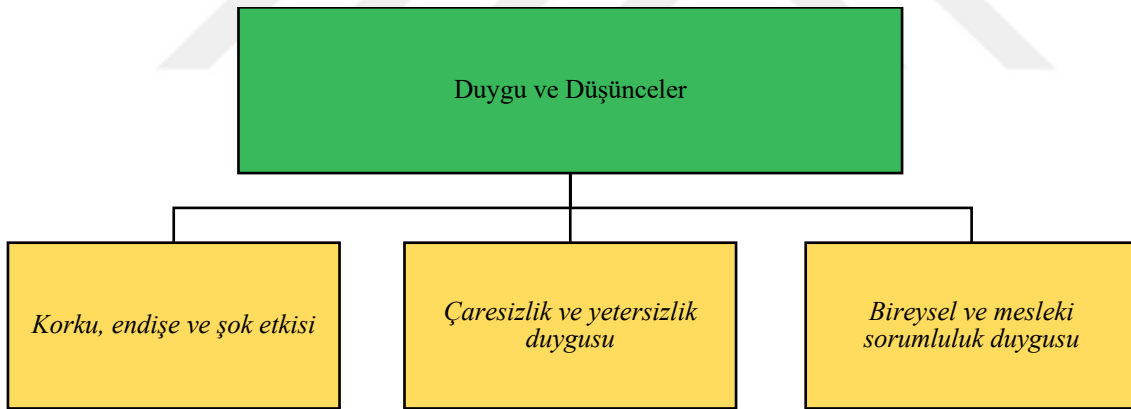 Duygu ve Düşünceler
Korku, endişe ve şok etkisi
Çaresizlik ve yetersizlik
duygusu
Bireysel ve mesleki
sorumluluk duygusu